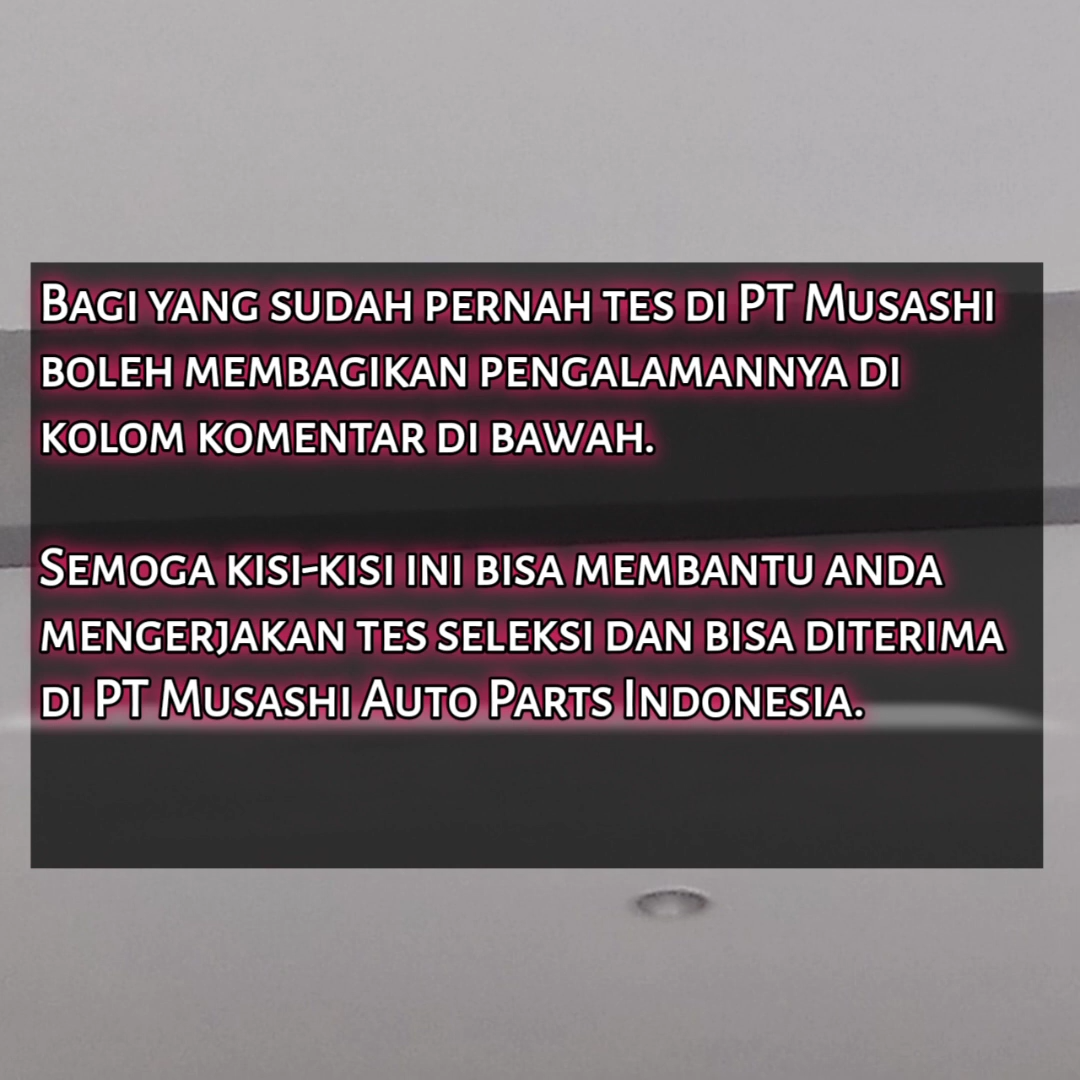 Bagi yang sudah pernah tes di PT Musashi
boleh membagikan pengalamannya di
kolom komentar di bawah.
Semoga kisi-kisi ini bisa membantu anda
mengerjakan tes seleksi dan bisa diterima
di PT Musashi Auto Parts Indonesia.